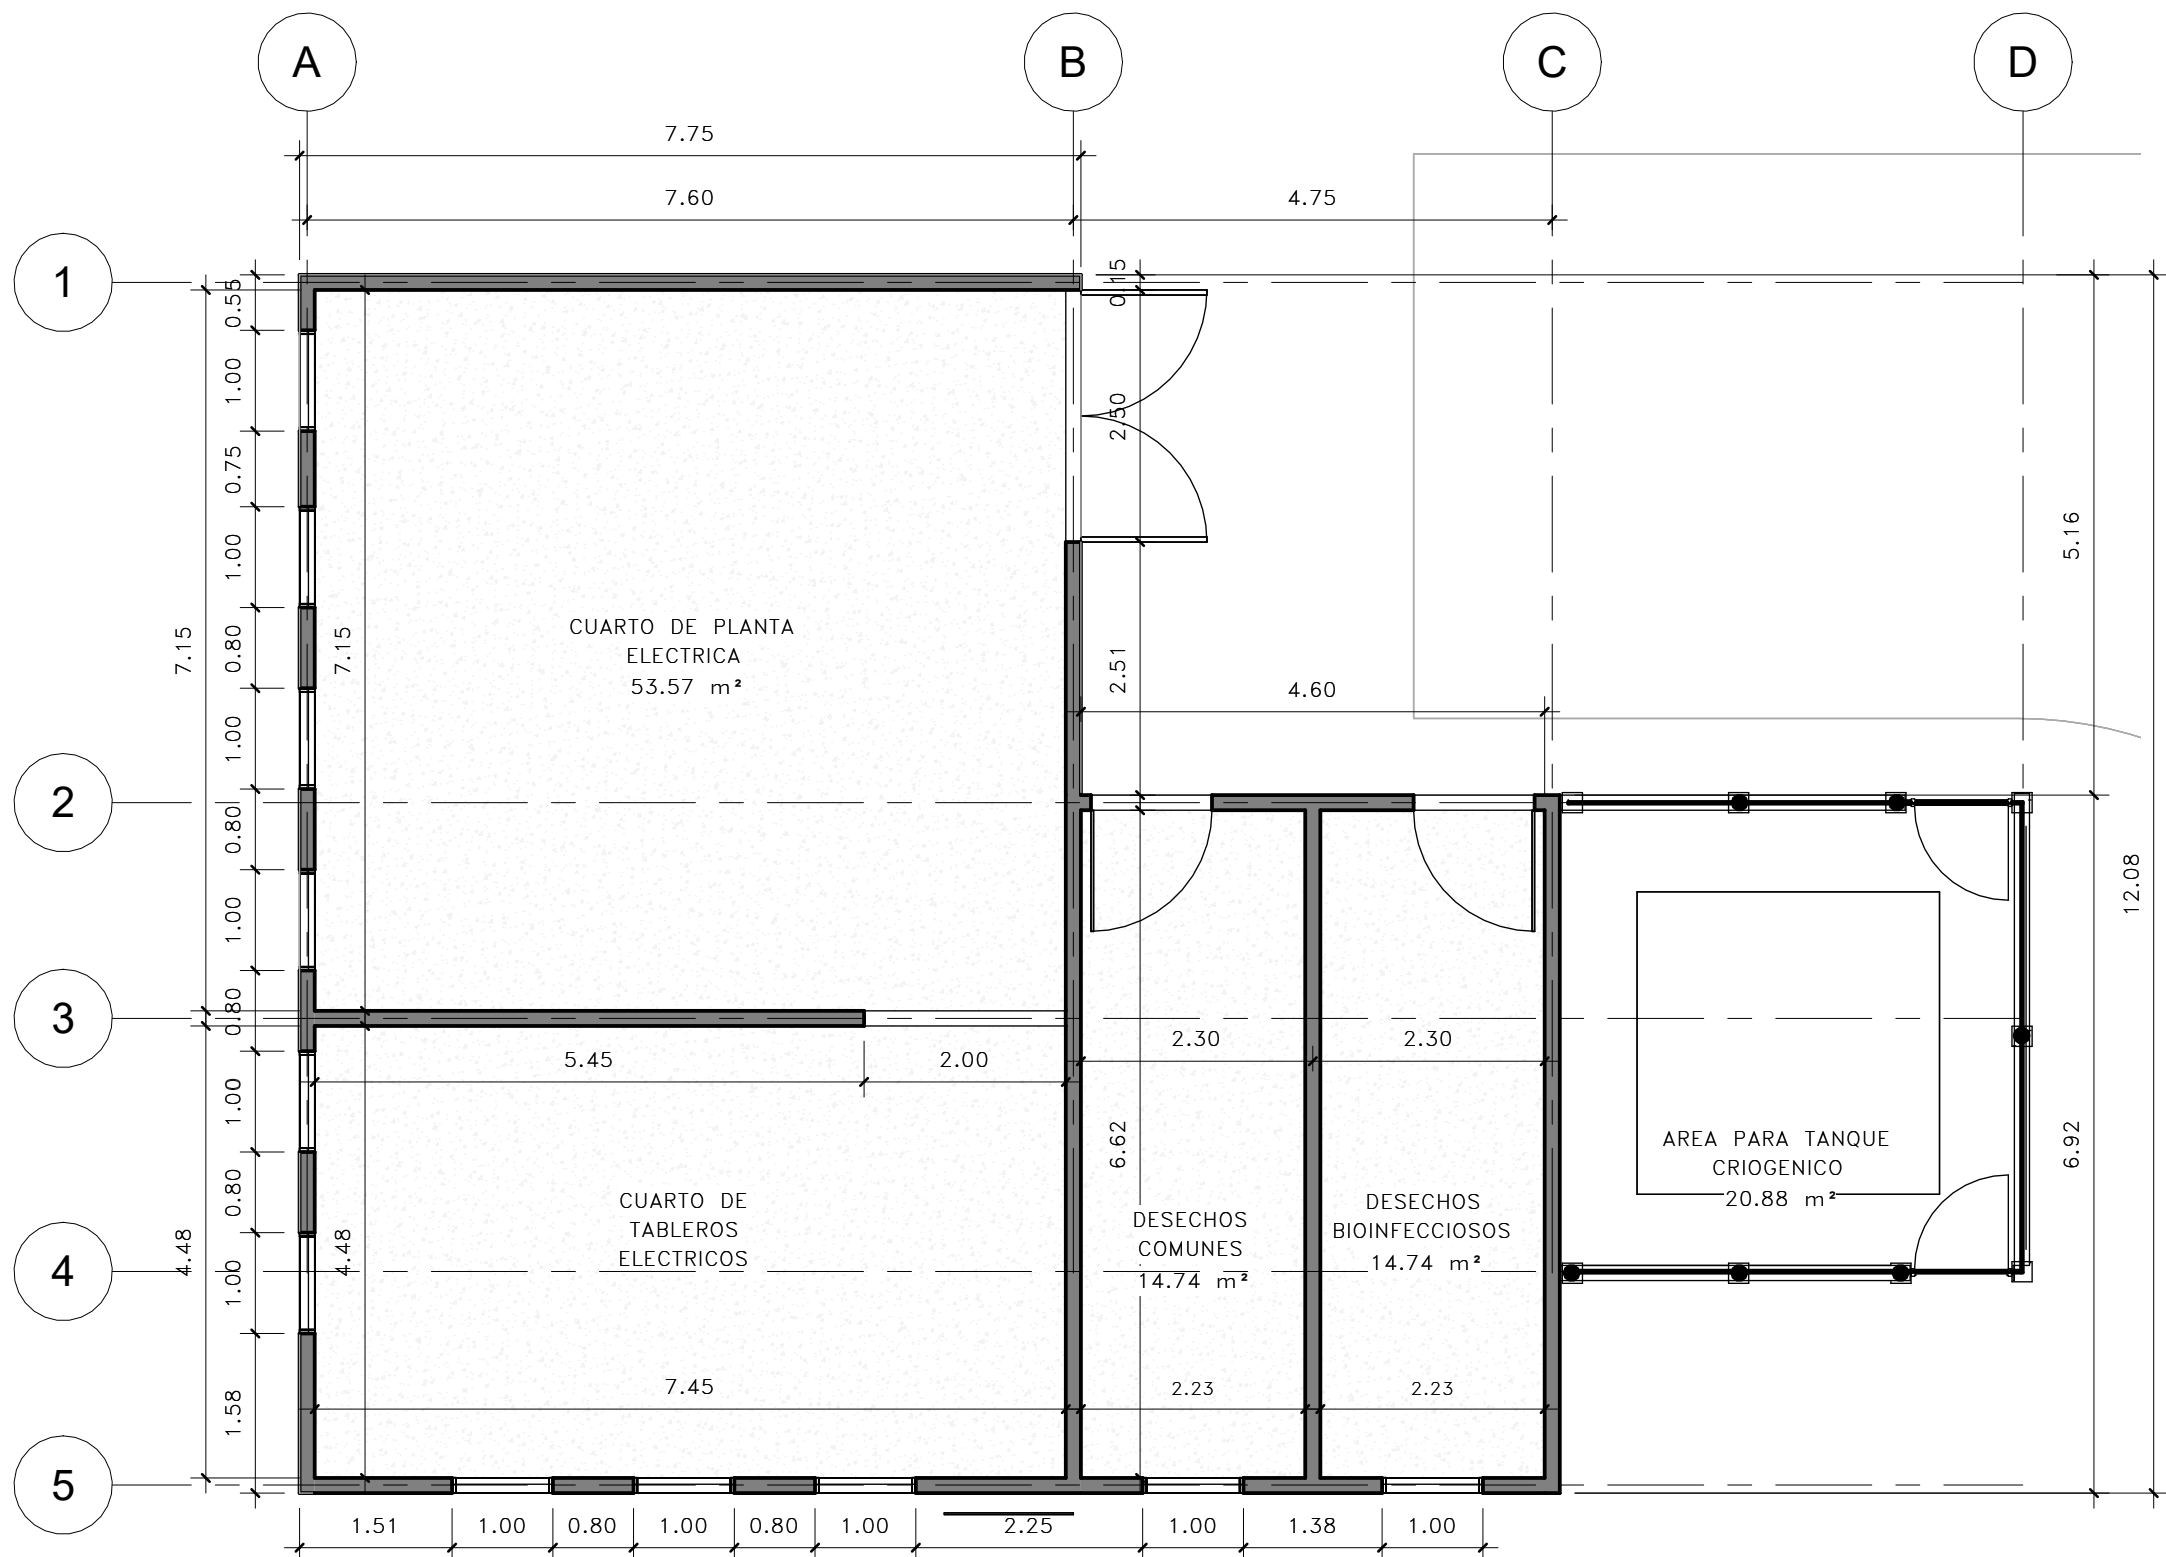 A B C D
7.75
7.60 4.75
1
0.55
0.15
1.00
2.50
0.75
1.00
5.16
0.80
7.15
7.15
CUARTO DE PLANTA
ELECTRICA
53.57 m²
2.51
4.60
1.00
2
0.80
12.08
1.00
3
0.80
5.45 2.00
2.30 2.30
1.00
6.62
6.92
AREA PARA TANQUE
CRIOGENICO
20.88 m²
0.80
CUARTO DE
TABLEROS
ELECTRICOS
DESECHOS
COMUNES
14.74 m²
DESECHOS
BIOINFECCIOSOS
14.74 m²
4.48
4.48
4
1.00
7.45 2.23 2.23
1.58
5
1.51 1.00 0.80 1.00 0.80 1.00 2.25 1.00 1.38 1.00